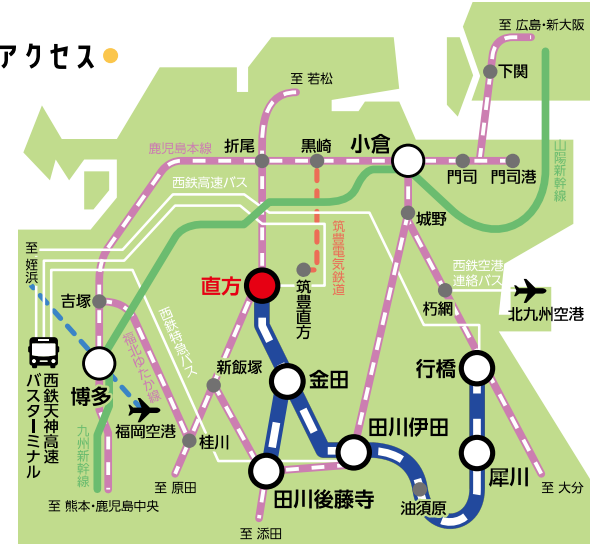 アクセス
至 広島・新大阪
下関
至 若松
鹿児島本線
折尾
黒崎
小倉
門司
門司港
山陽新幹線
西鉄高速バス
城野
至 姪浜
筑豊電気鉄道
西鉄空港
連絡バス
直方
筑豊直方
吉塚
朽網
北九州空港
西鉄特急バス
福北ゆたか線
新飯塚
金田
行橋
博多
西鉄天神高速
バスターミナル
福岡空港
田川伊田
九州新幹線
桂川
至 原田
田川後藤寺
犀川
油須原
至 大分
至 熊本・鹿児島中央
至 添田